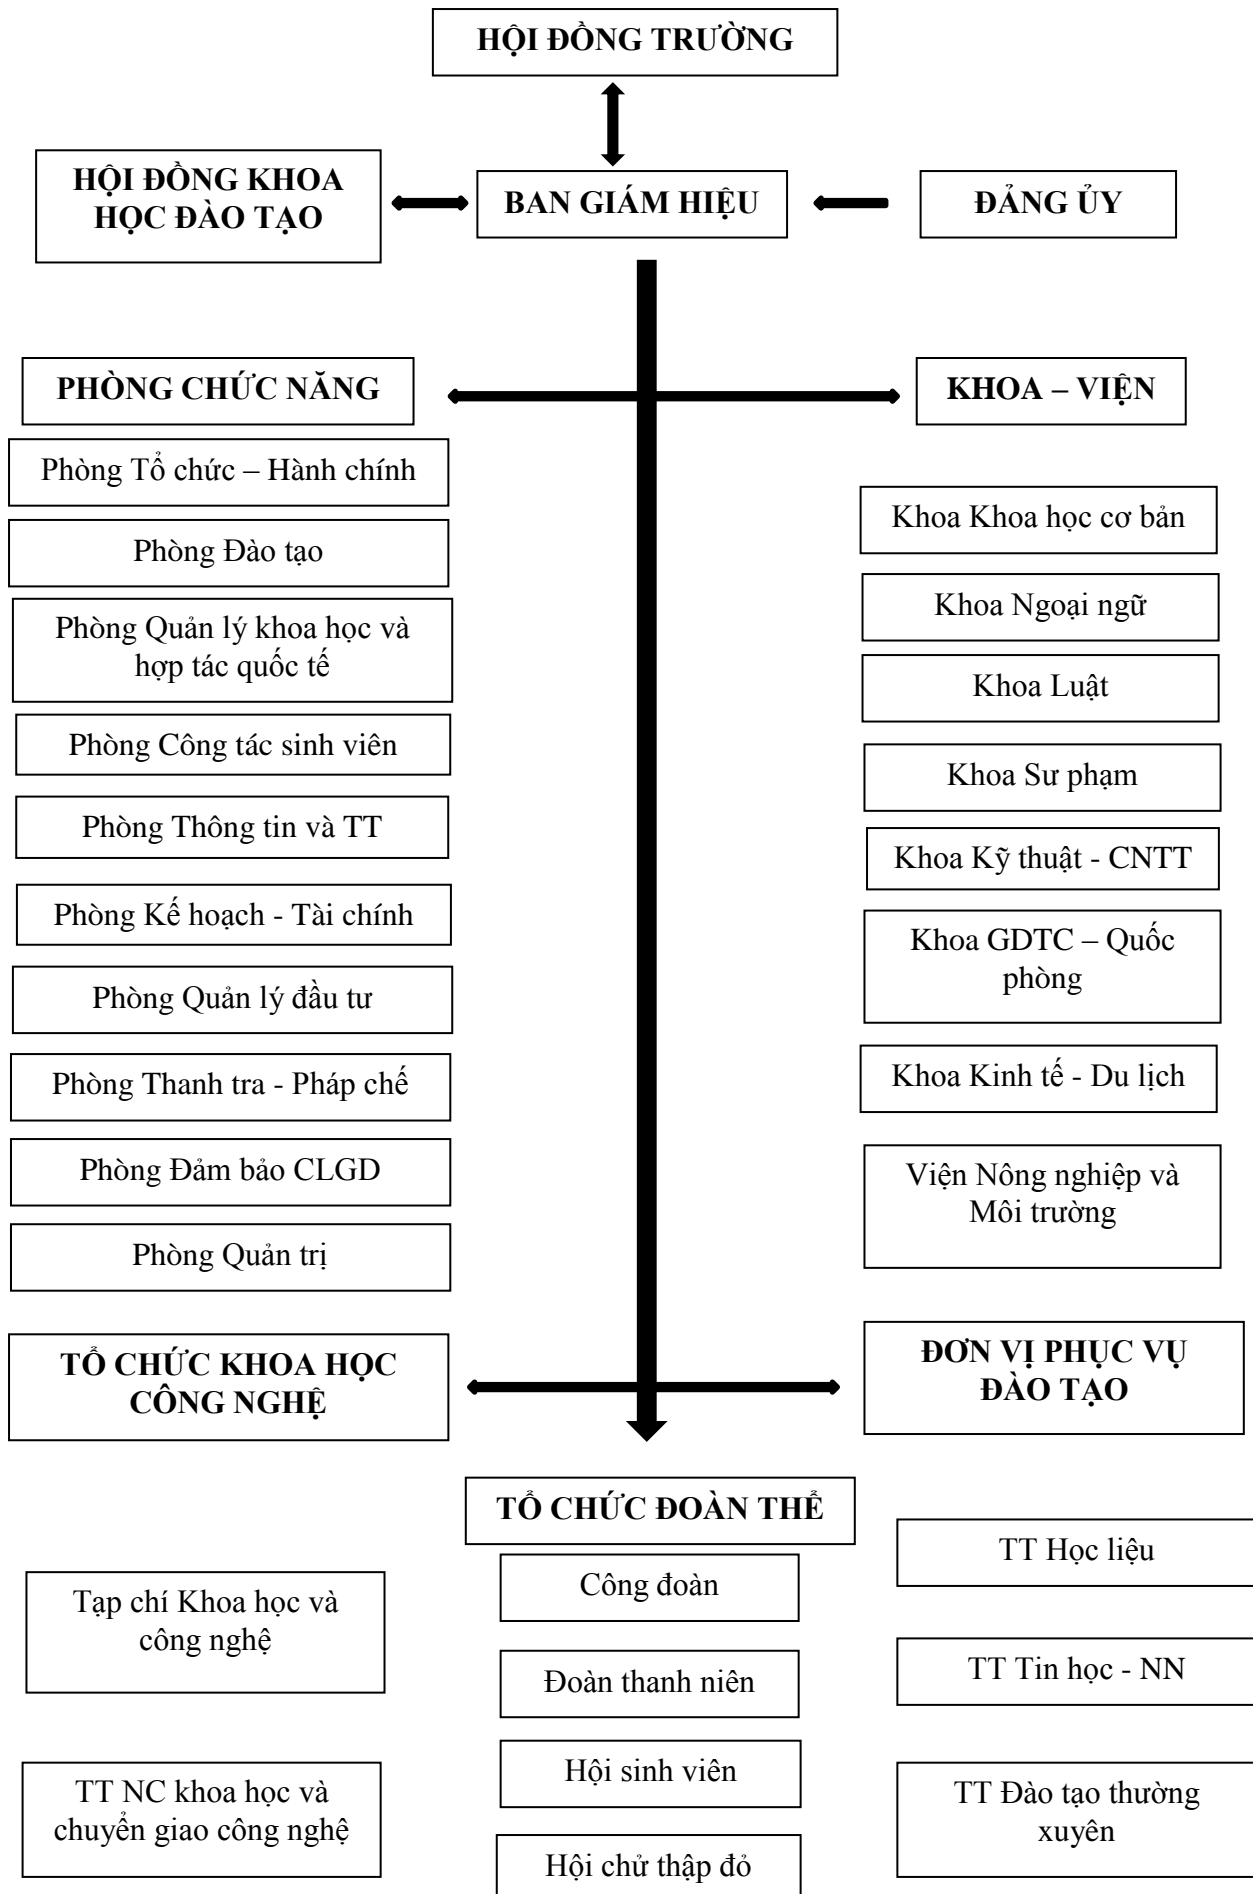 HỘI ĐỒNG TRƯỜNG
HỘI ĐỒNG KHOA
HỌC ĐÀO TẠO
BAN GIÁM HIỆU
ĐẢNG ỦY
PHÒNG CHỨC NĂNG
Phòng Tổ chức – Hành chính
Phòng Đào tạo
Phòng Quản lý khoa học và
hợp tác quốc tế
Phòng Công tác sinh viên
Phòng Thông tin và TT
Phòng Kế hoạch - Tài chính
Phòng Quản lý đầu tư
Phòng Thanh tra - Pháp chế
Phòng Đảm bảo CLGD
Phòng Quản trị
KHOA – VIỆN
Khoa Khoa học cơ bản
Khoa Ngoại ngữ
Khoa Luật
Khoa Sư phạm
Khoa Kỹ thuật - CNTT
Khoa GDTC – Quốc
phòng
Khoa Kinh tế - Du lịch
Viện Nông nghiệp và
Môi trường
TỔ CHỨC KHOA HỌC
CÔNG NGHỆ
Tạp chí Khoa học và
công nghệ
TT NC khoa học và
chuyển giao công nghệ
TỔ CHỨC ĐOÀN THỂ
Công đoàn
Đoàn thanh niên
Hội sinh viên
Hội chử thập đỏ
ĐƠN VỊ PHỤC VỤ
ĐÀO TẠO
TT Học liệu
TT Tin học - NN
TT Đào tạo thường
xuyên